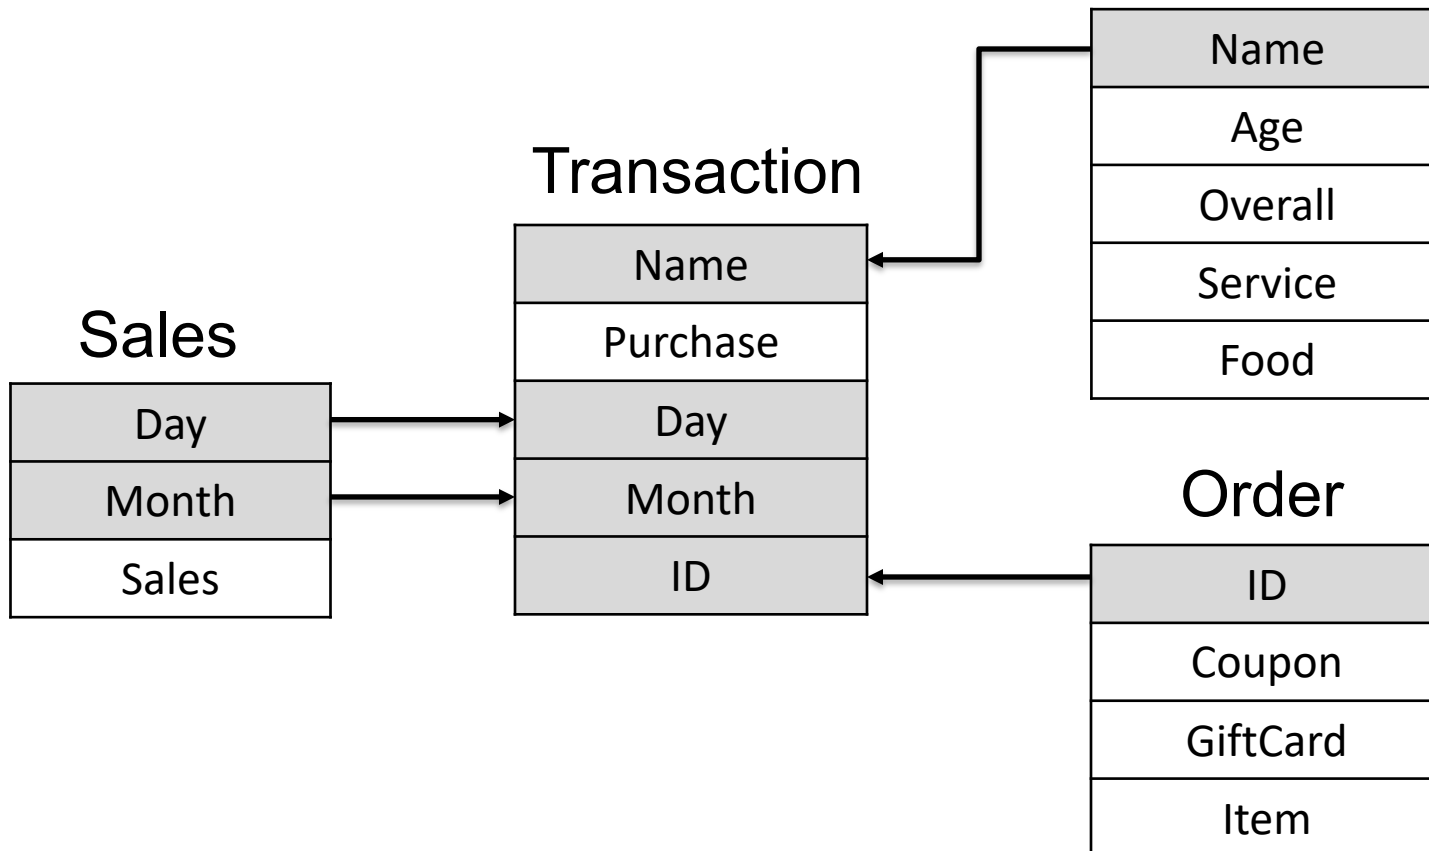 Sales
Day
Month
Sales
Transaction
Name
Purchase
Day
Month
ID
Name
Age
Overall
Service
Food
Order
ID
Coupon
GiftCard
Item